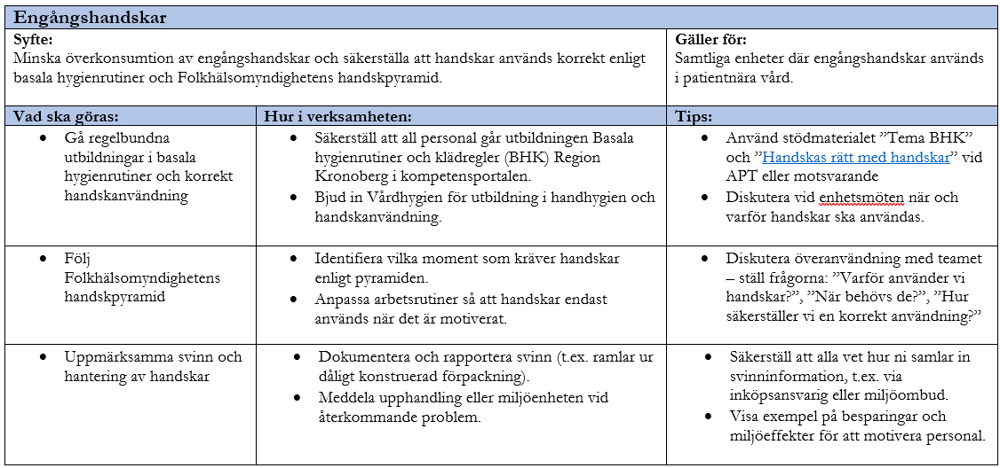 Engångshandskar
Syfte:
Minska överkonsumtion av engångshandskar och säkerställa att handskar används korrekt enligt
basala hygienrutiner och Folkhälsomyndighetens handskpyramid.
Gäller för:
Samtliga enheter där engångshandskar används
i patientnära vård.
Vad ska göras:
Hur i verksamheten:
Tips:
• Gå regelbundna
utbildningar i basala
hygienrutiner och korrekt
handskanvändning
• Säkerställ att all personal går utbildningen Basala
hygienrutiner och klädregler (BHK) Region
Kronoberg i kompetensportalen.
• Bjud in Vårdhygien för utbildning i handhygien och
handskanvändning.
• Använd stödmaterialet ”Tema BHK”
och ”Handskas rätt med handskar” vid
APT eller motsvarande
• Diskutera vid enhetsmöten när och
varför handskar ska användas.
• Följ
Folkhälsomyndighetens
handskpyramid
• Identifiera vilka moment som kräver handskar
enligt pyramiden.
• Anpassa arbetsrutiner så att handskar endast
används när det är motiverat.
• Diskutera överanvändning med teamet
– ställ frågorna: ”Varför använder vi
handskar?”, ”När behövs de?”, ”Hur
säkerställer vi en korrekt användning?”
• Uppmärksamma svinn och
hantering av handskar
• Dokumentera och rapportera svinn (t.ex. ramlar ur
dåligt konstruerad förpackning).
• Meddela upphandling eller miljöenheten vid
återkommande problem.
• Säkerställ att alla vet hur ni samlar in
svinninformation, t.ex. via
inköpsansvarig eller miljöombud.
• Visa exempel på besparingar och
miljöeffekter för att motivera personal.